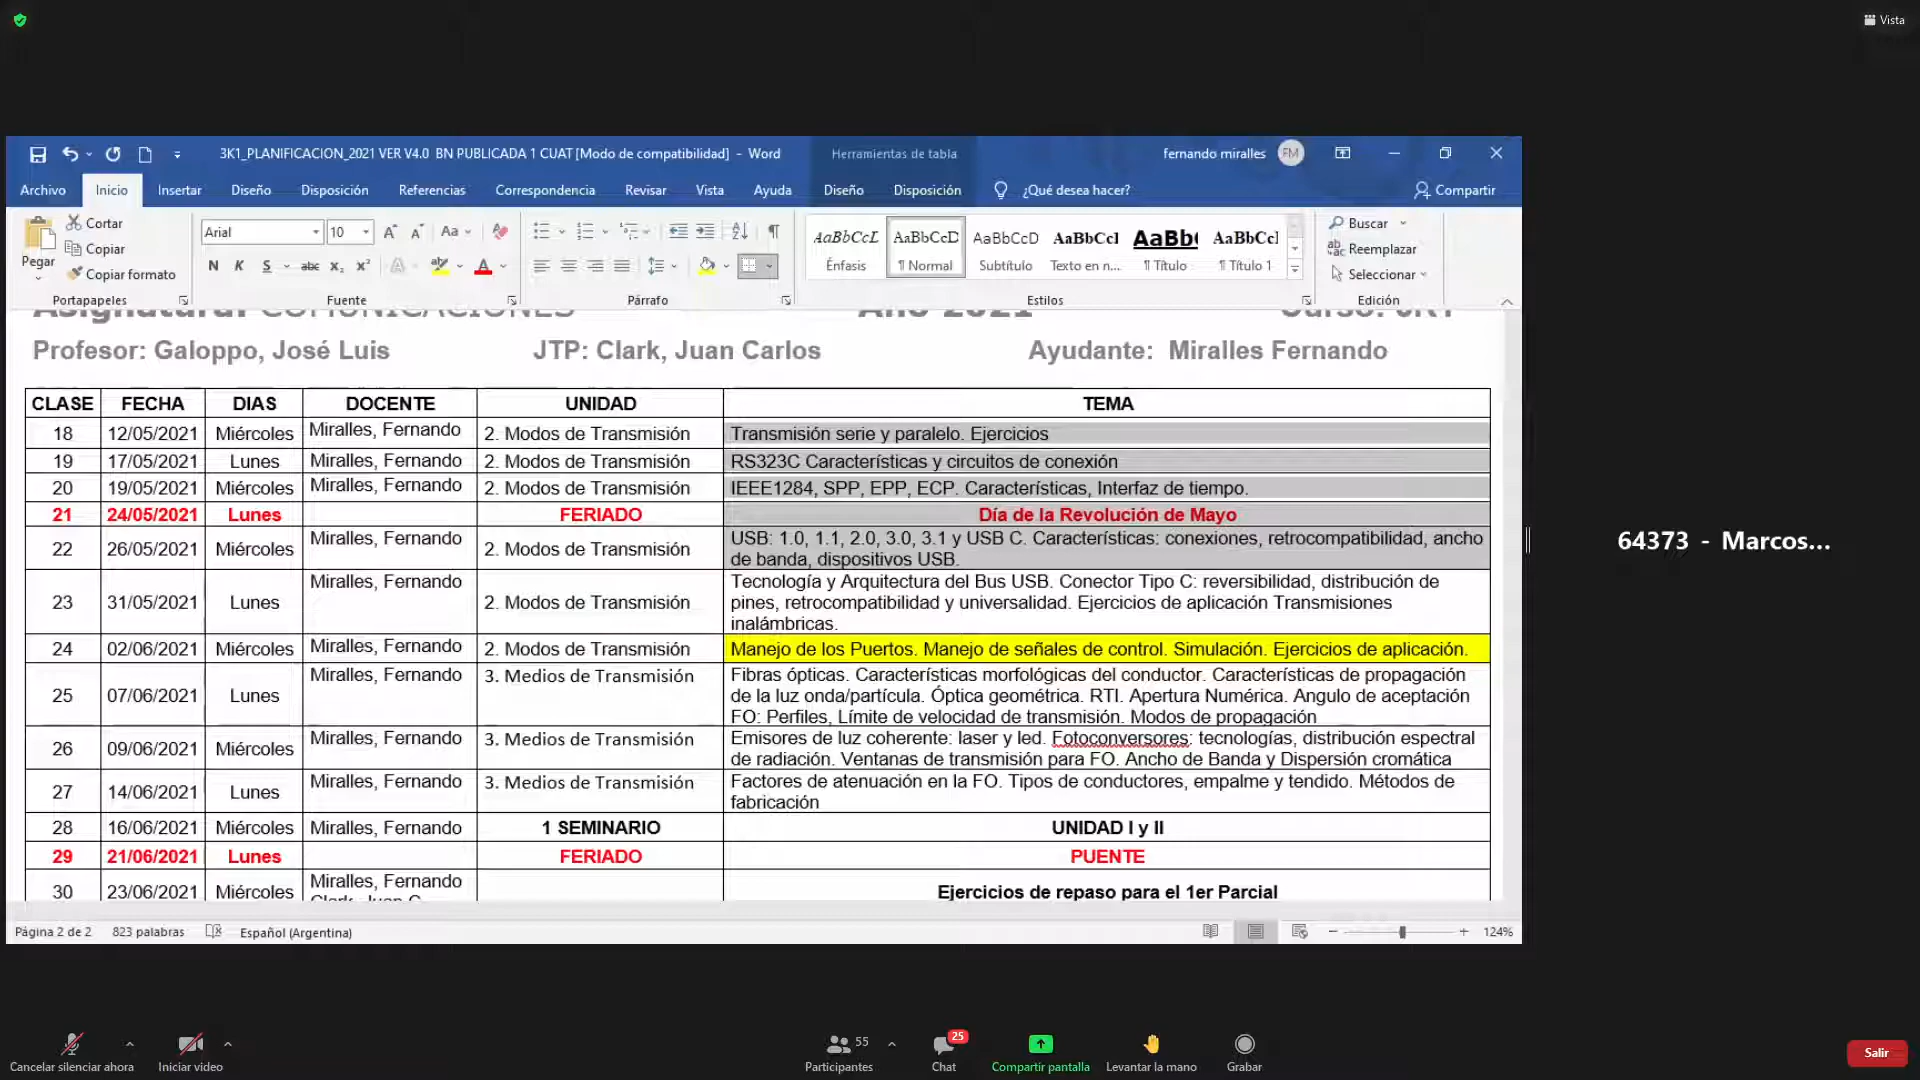 Vista
3K1_PLANIFICACION_2021 VER V4.0 BN PUBLICADA 1 CUAT [Modo de compatibilidad] - Word
Herramientas de tabla
fernando miralles
FM
Archivo Inicio Insertar Diseño Disposición Referencias Correspondencia Revisar Vista Ayuda Diseño Disposición ¿Qué desea hacer? Compartir
Pegar
Cortar
Copiar
Copiar formato
Portapapeles
Arial 10
N K S abc x₂ x²
Fuente
Párrafo
AaBbCcL AaBbCcD AaBbCcD AaBbCcI AaBb( AaBbCcI
Énfasis ¶ Normal Subtítulo Texto en n... ¶ Título ¶ Título 1
Estilos
Buscar
Reemplazar
Seleccionar
Edición
Asignatura: COMUNICACIONES Año 2021 Curso: 3K1
Profesor: Galoppo, José Luis JTP: Clark, Juan Carlos Ayudante: Miralles Fernando
CLASE FECHA DIAS DOCENTE UNIDAD TEMA
18 12/05/2021 Miércoles Miralles, Fernando 2. Modos de Transmisión Transmisión serie y paralelo. Ejercicios
19 17/05/2021 Lunes Miralles, Fernando 2. Modos de Transmisión RS323C Características y circuitos de conexión
20 19/05/2021 Miércoles Miralles, Fernando 2. Modos de Transmisión IEEE1284, SPP, EPP, ECP. Características, Interfaz de tiempo.
21 24/05/2021 Lunes FERIADO Día de la Revolución de Mayo
22 26/05/2021 Miércoles Miralles, Fernando 2. Modos de Transmisión USB: 1.0, 1.1, 2.0, 3.0, 3.1 y USB C. Características: conexiones, retrocompatibilidad, ancho
de banda, dispositivos USB.
23 31/05/2021 Lunes Miralles, Fernando 2. Modos de Transmisión Tecnología y Arquitectura del Bus USB. Conector Tipo C: reversibilidad, distribución de
pines, retrocompatibilidad y universalidad. Ejercicios de aplicación Transmisiones
inalámbricas.
24 02/06/2021 Miércoles Miralles, Fernando 2. Modos de Transmisión Manejo de los Puertos. Manejo de señales de control. Simulación. Ejercicios de aplicación.
25 07/06/2021 Lunes Miralles, Fernando 3. Medios de Transmisión Fibras ópticas. Características morfológicas del conductor. Características de propagación
de la luz onda/partícula. Óptica geométrica. RTI. Apertura Numérica. Angulo de aceptación
FO: Perfiles, Límite de velocidad de transmisión. Modos de propagación
26 09/06/2021 Miércoles Miralles, Fernando 3. Medios de Transmisión Emisores de luz coherente: laser y led. Fotoconversores: tecnologías, distribución espectral
de radiación. Ventanas de transmisión para FO. Ancho de Banda y Dispersión cromática
27 14/06/2021 Lunes Miralles, Fernando 3. Medios de Transmisión Factores de atenuación en la FO. Tipos de conductores, empalme y tendido. Métodos de
fabricación
28 16/06/2021 Miércoles Miralles, Fernando 1 SEMINARIO UNIDAD I y II
29 21/06/2021 Lunes FERIADO PUENTE
30 23/06/2021 Miércoles Miralles, Fernando Ejercicios de repaso para el 1er Parcial
Clark, Juan C
Página 2 de 2 823 palabras Español (Argentina) 124%
64373 - Marcos...
Cancelar silenciar ahora
Iniciar video
Participantes 55
Chat 25
Compartir pantalla
Levantar la mano
Grabar
Salir